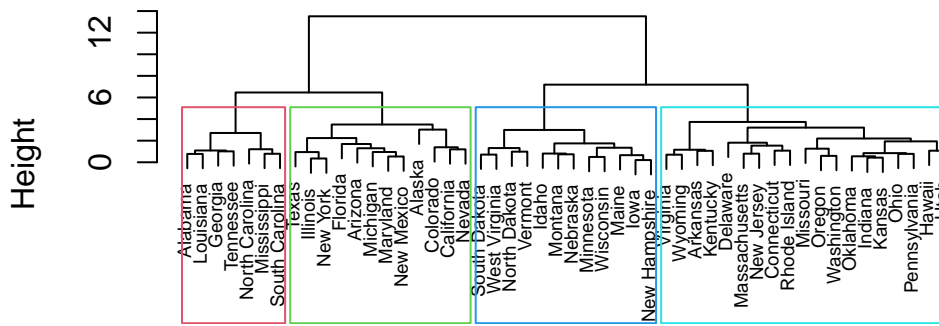 Height
12
6
0
Alabama
Louisiana
Georgia
Tennessee
North Carolina
Mississippi
South Carolina
Texas
Illinois
New York
Florida
Arizona
Michigan
Maryland
New Mexico
Alaska
Colorado
California
Nevada
South Dakota
West Virginia
North Dakota
Vermont
Idaho
Montana
Nebraska
Minnesota
Wisconsin
Maine
Iowa
New Hampshire
Virginia
Wyoming
Arkansas
Kentucky
Delaware
Massachusetts
New Jersey
Connecticut
Rhode Island
Missouri
Oregon
Washington
Oklahoma
Indiana
Kansas
Ohio
Pennsylvania
Hawaii